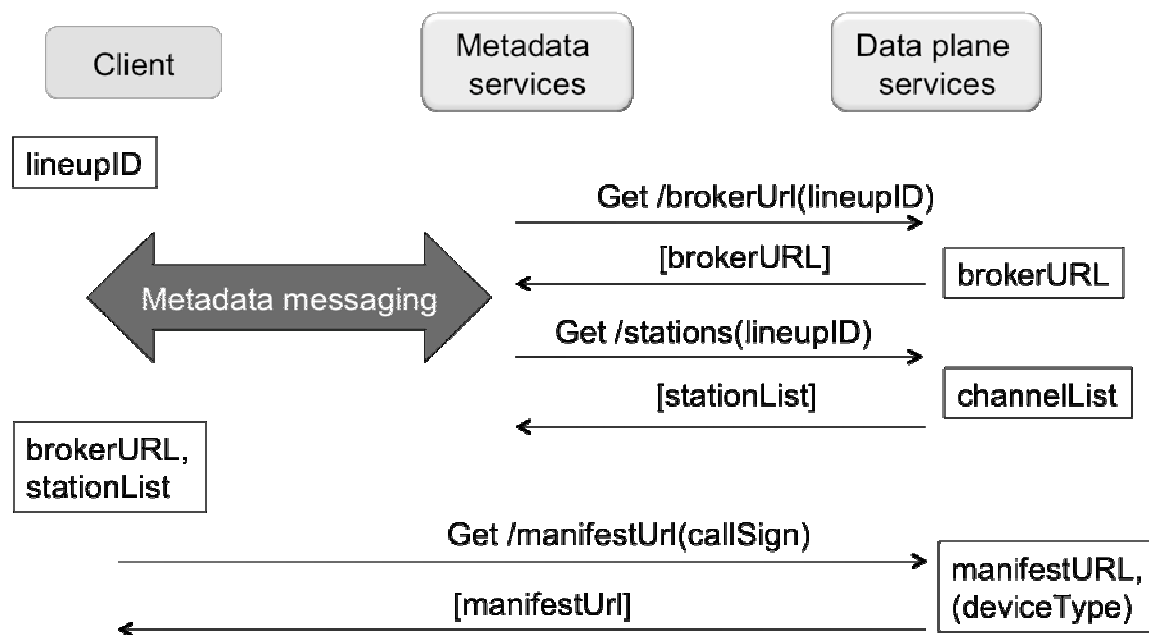 Client
Metadata
services
Data plane
services
lineupID
Get /brokerUrl(lineupID)
[brokerURL]
brokerURL
Metadata messaging
Get /stations(lineupID)
[stationList]
channelList
brokerURL,
stationList
Get /manifestUrl(callSign)
manifestURL,
(deviceType)
[manifestUrl]